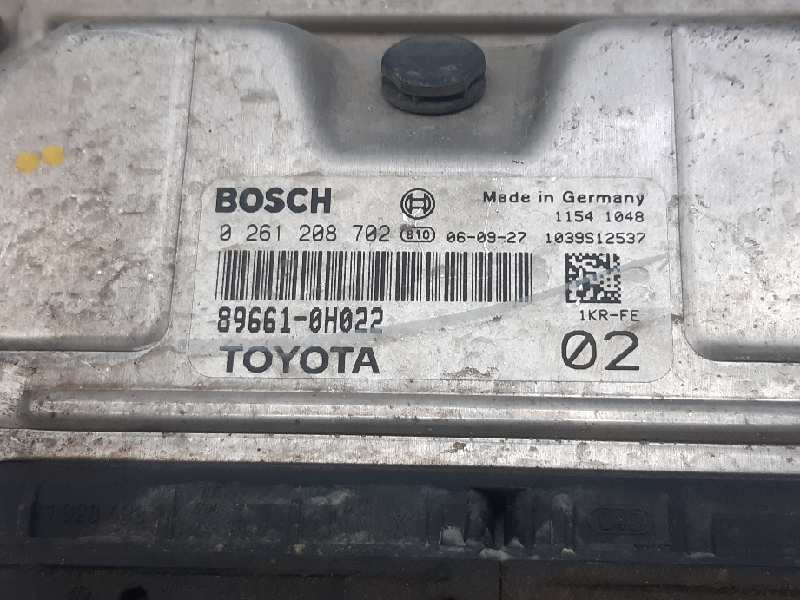 BOSCH
Made in Germany
1154 1048
0 261 208 702 B10 06-09-27 1039S12537
89661-0H022
1KR-FE
TOYOTA
02